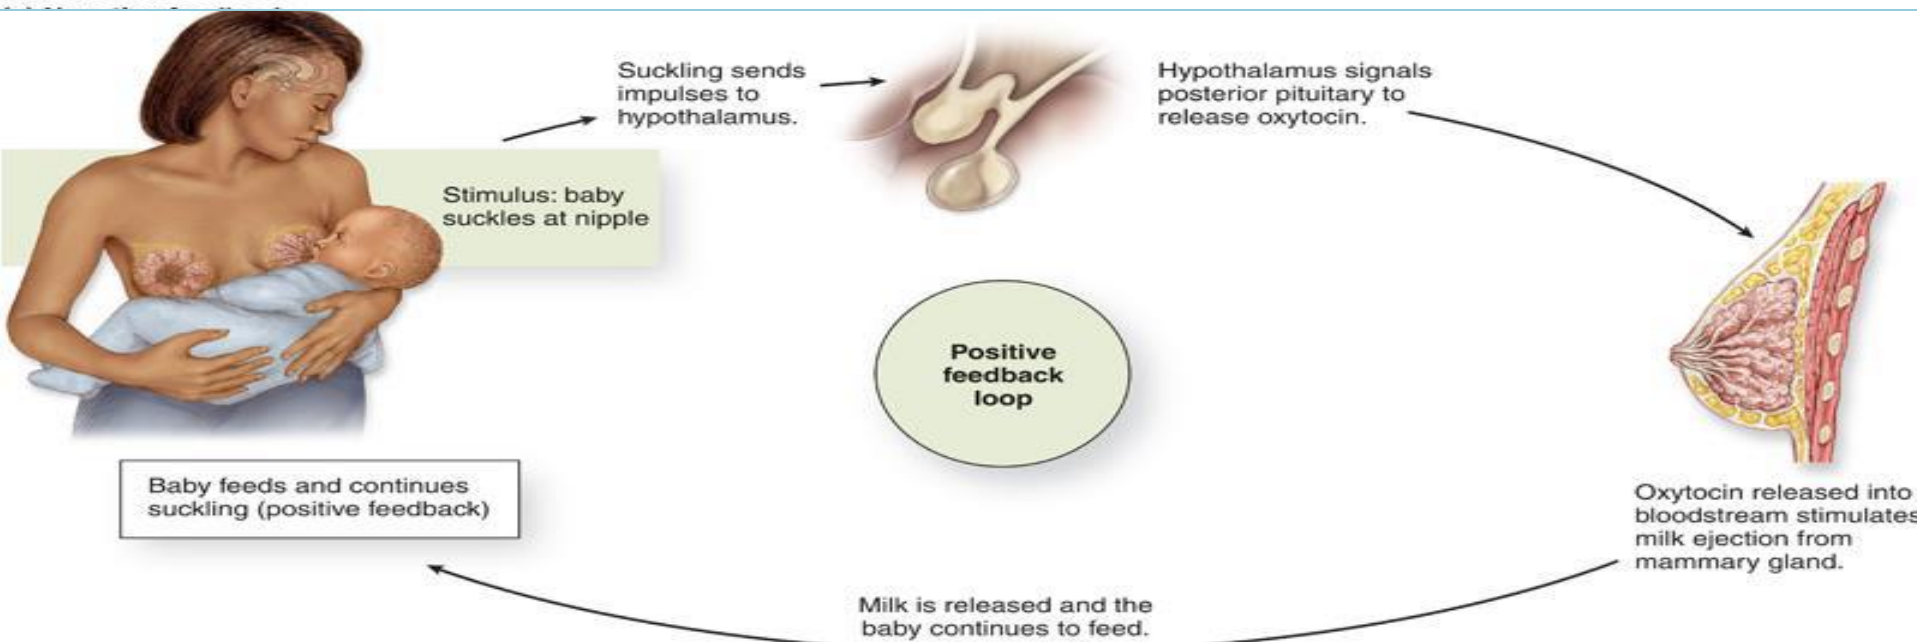 Suckling sends
impulses to
hypothalamus.
Hypothalamus signals
posterior pituitary to
release oxytocin.
Stimulus: baby
suckles at nipple
Positive
feedback
loop
Baby feeds and continues
suckling (positive feedback)
Oxytocin released into
bloodstream stimulates
milk ejection from
mammary gland.
Milk is released and the
baby continues to feed.